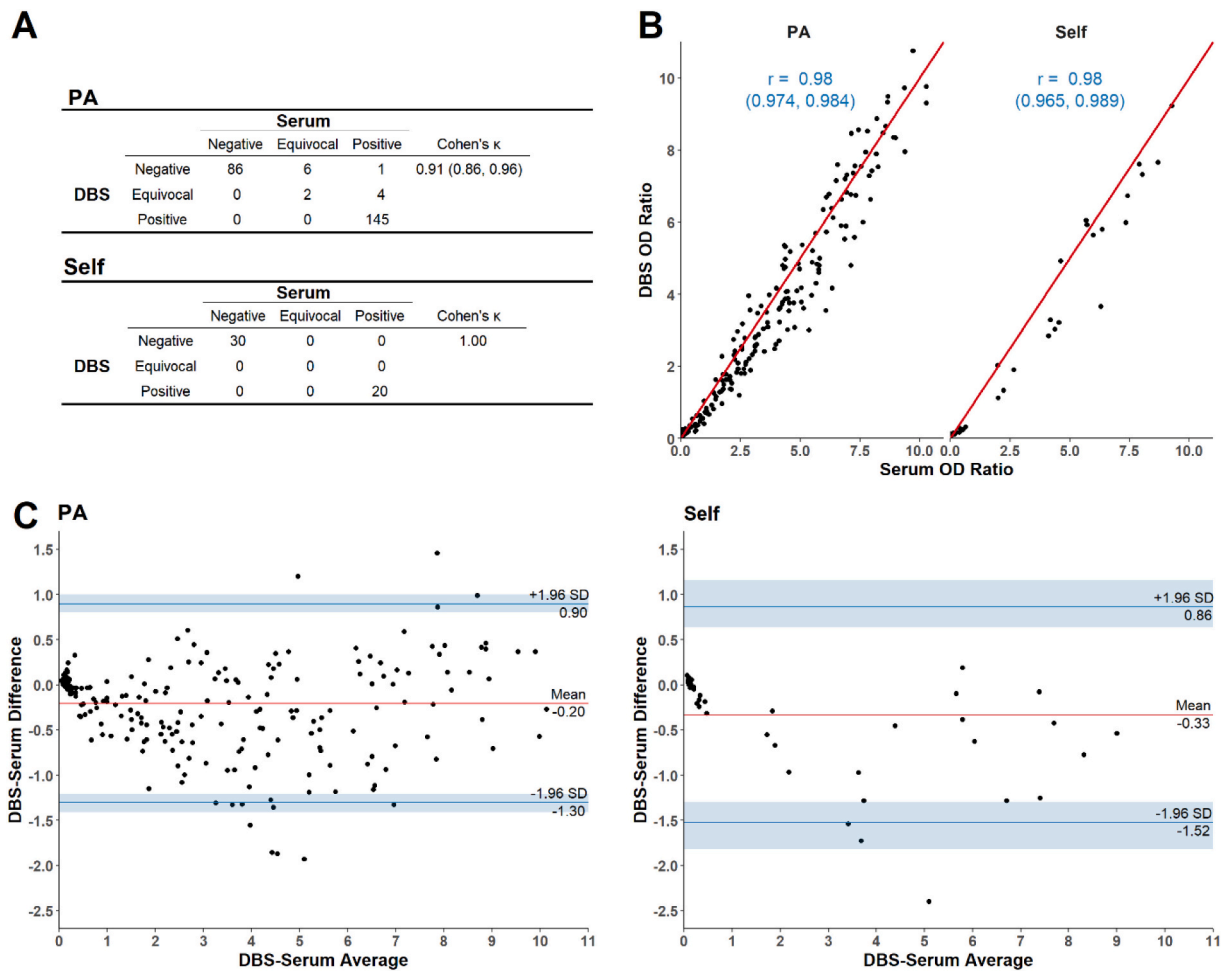 A
PA
Serum
Negative Equivocal Positive Cohen's κ
Negative 86 6 1 0.91 (0.86, 0.96)
DBS Equivocal 0 2 4
Positive 0 0 145
Self
Serum
Negative Equivocal Positive Cohen's κ
Negative 30 0 0 1.00
DBS Equivocal 0 0 0
Positive 0 0 20
B
PA Self
r = 0.98 r = 0.98
(0.974, 0.984) (0.965, 0.989)
DBS OD Ratio
10
8
6
4
2
0
0.0 2.5 5.0 7.5 10.0 0.0 2.5 5.0 7.5 10.0
Serum OD Ratio
C
PA
DBS-Serum Difference
1.5
1.0
0.5
0.0
-0.5
-1.0
-1.5
-2.0
-2.5
+1.96 SD
0.90
Mean
-0.20
-1.96 SD
-1.30
0 1 2 3 4 5 6 7 8 9 10 11
DBS-Serum Average
Self
DBS-Serum Difference
1.5
1.0
0.5
0.0
-0.5
-1.0
-1.5
-2.0
-2.5
+1.96 SD
0.86
Mean
-0.33
-1.96 SD
-1.52
0 1 2 3 4 5 6 7 8 9 10 11
DBS-Serum Average